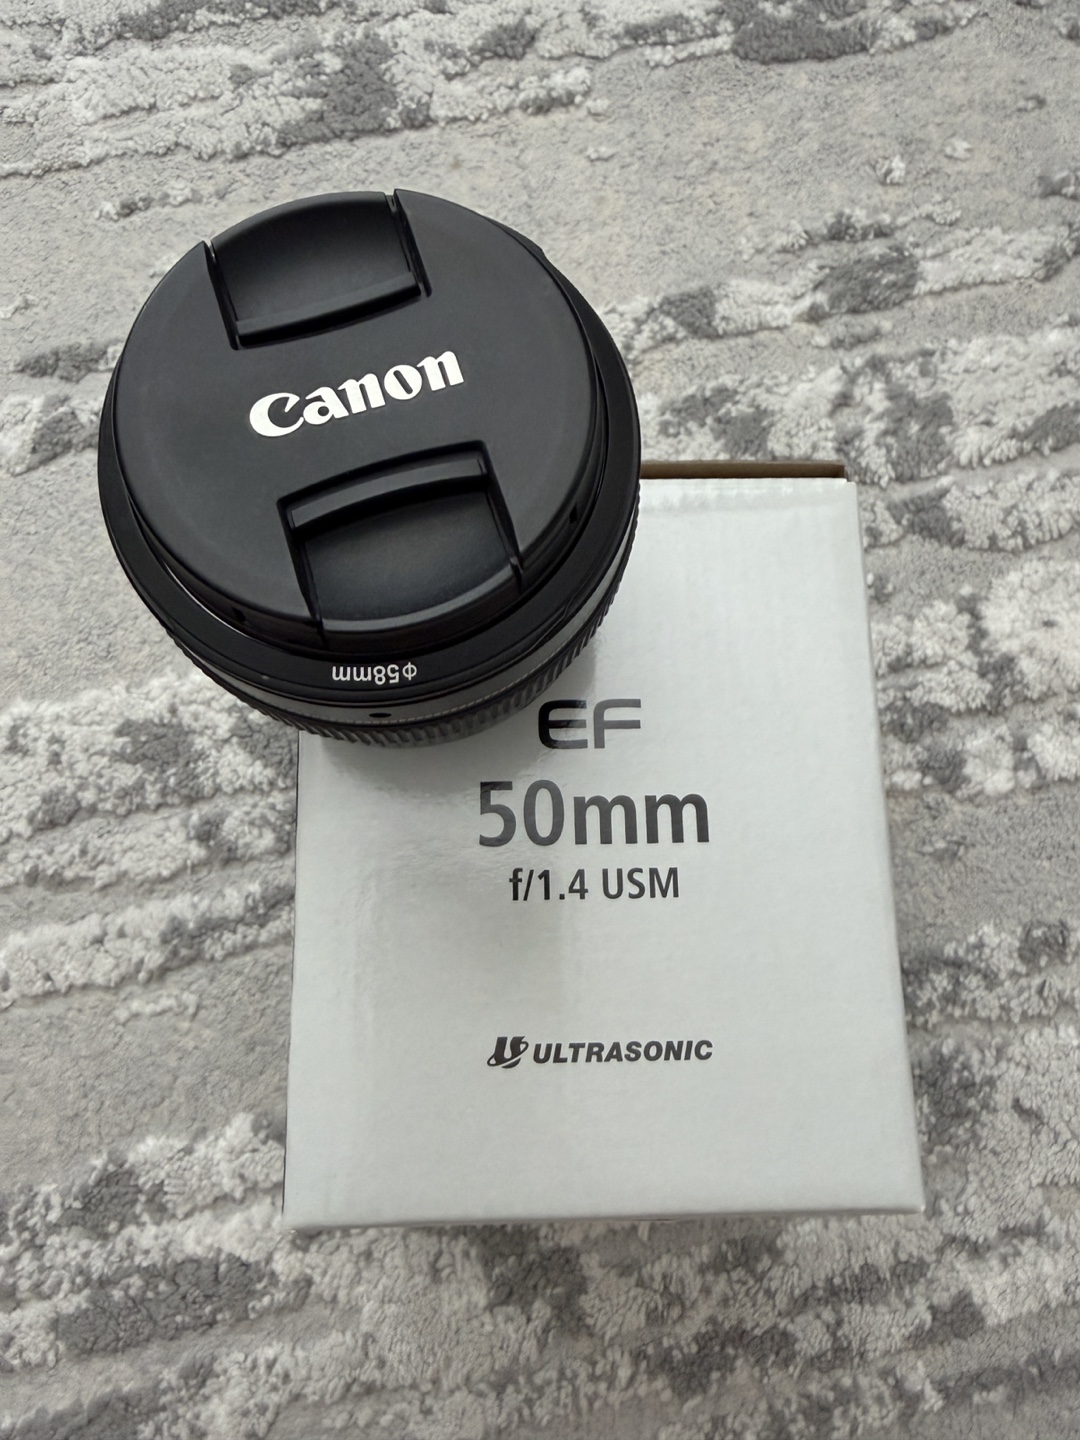 Canon
Φ58mm
EF
50mm
f/1.4 USM
ULTRASONIC